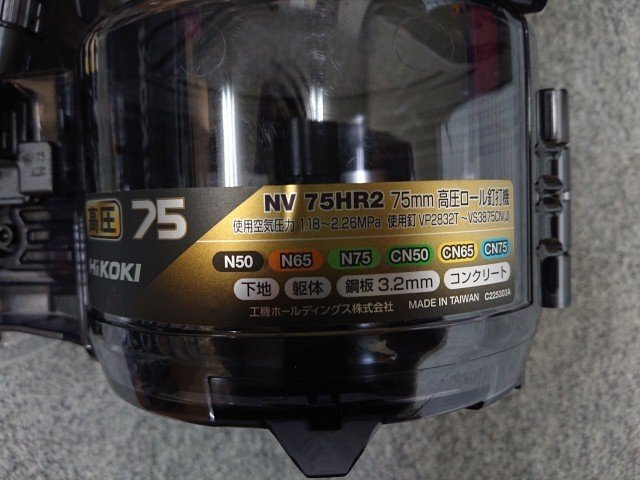 高圧 75
HiKOKI
NV 75HR2 75mm 高圧ロール釘打機
使用空気圧力 1.18～2.26MPa 使用釘 VP2832T～VS3875CN(J)
N50 N65 N75 CN50 CN65 CN75
下地 躯体 鋼板 3.2mm コンクリート
工機ホールディングス株式会社 MADE IN TAIWAN C225303A